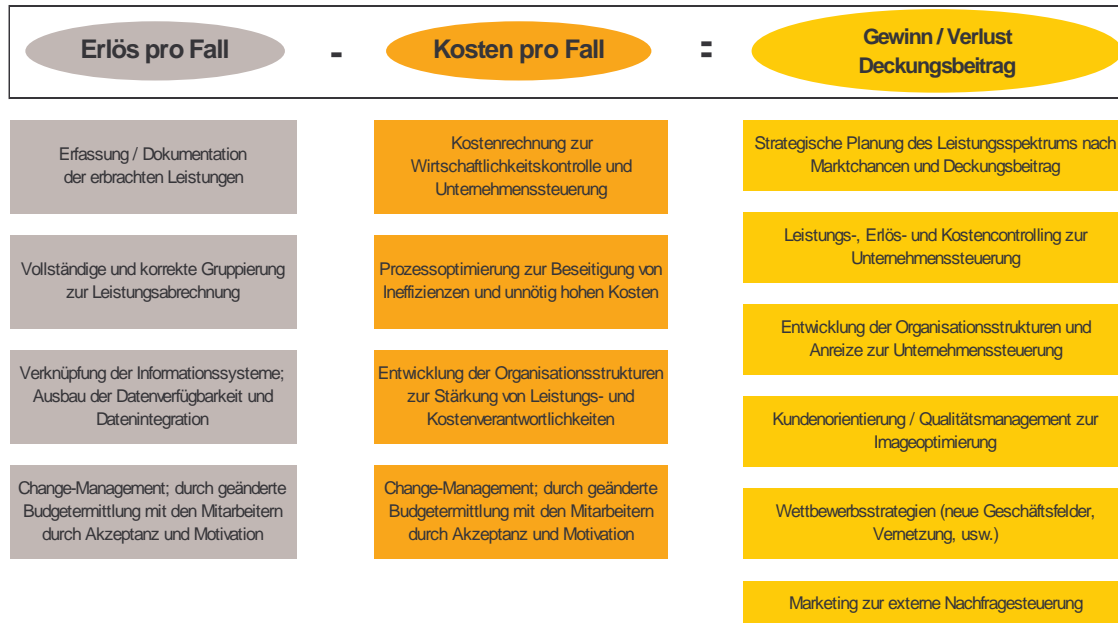 Erlös pro Fall
-
Kosten pro Fall
=
Gewinn / Verlust
Deckungsbeitrag
Erfassung / Dokumentation
der erbrachten Leistungen
Vollständige und korrekte Gruppierung
zur Leistungsabrechnung
Verknüpfung der Informationssysteme;
Ausbau der Datenverfügbarkeit und
Datenintegration
Change-Management; durch geänderte
Budgetermittlung mit den Mitarbeitern
durch Akzeptanz und Motivation
Kostenrechnung zur
Wirtschaftlichkeitskontrolle und
Unternehmenssteuerung
Prozessoptimierung zur Beseitigung von
Ineffizienzen und unnötig hohen Kosten
Entwicklung der Organisationsstrukturen
zur Stärkung von Leistungs- und
Kostenverantwortlichkeiten
Change-Management; durch geänderte
Budgetermittlung mit den Mitarbeitern
durch Akzeptanz und Motivation
Strategische Planung des Leistungsspektrums nach
Marktchancen und Deckungsbeitrag
Leistungs-, Erlös- und Kostencontrolling zur
Unternehmenssteuerung
Entwicklung der Organisationsstrukturen und
Anreize zur Unternehmenssteuerung
Kundenorientierung / Qualitätsmanagement zur
Imageoptimierung
Wettbewerbsstrategien (neue Geschäftsfelder,
Vernetzung, usw.)
Marketing zur externe Nachfragesteuerung